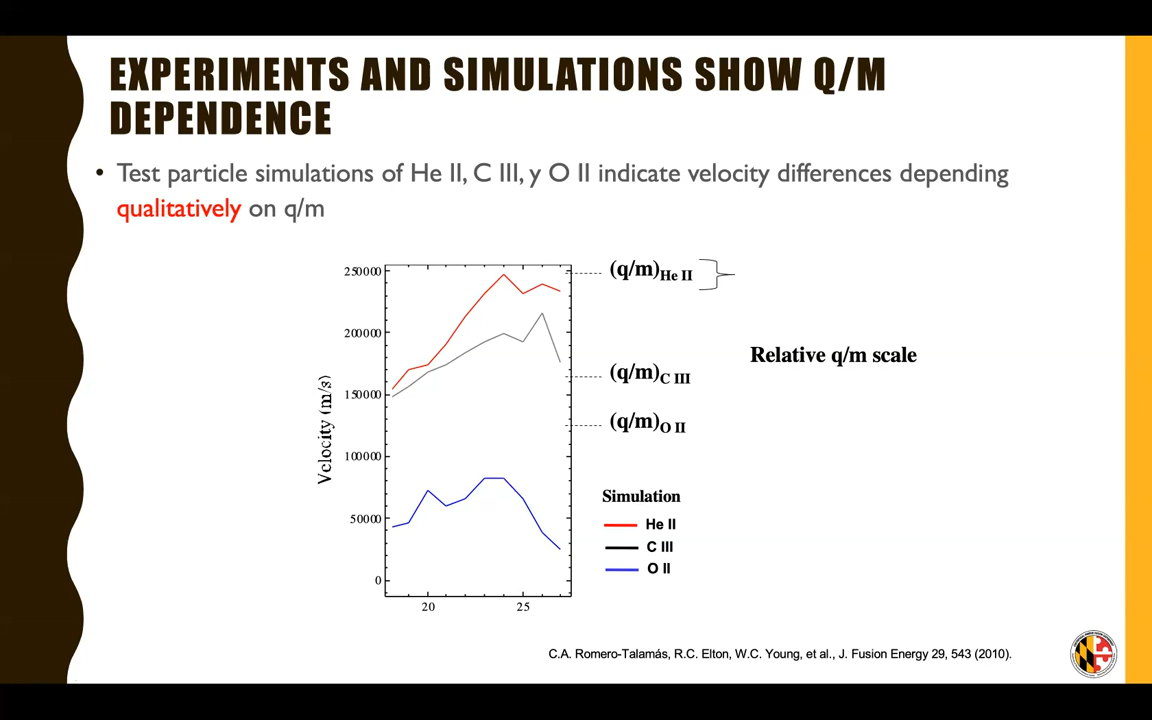 EXPERIMENTS AND SIMULATIONS SHOW Q/M
DEPENDENCE
• Test particle simulations of He II, C III, y O II indicate velocity differences depending
qualitatively on q/m
250000
200000
150000
100000
50000
0
Velocity (m/s)
20
25
(q/m)He II
(q/m)C III
(q/m)O II
Relative q/m scale
Simulation
He II
C III
O II
C.A. Romero-Talamás, R.C. Elton, W.C. Young, et al., J. Fusion Energy 29, 543 (2010).